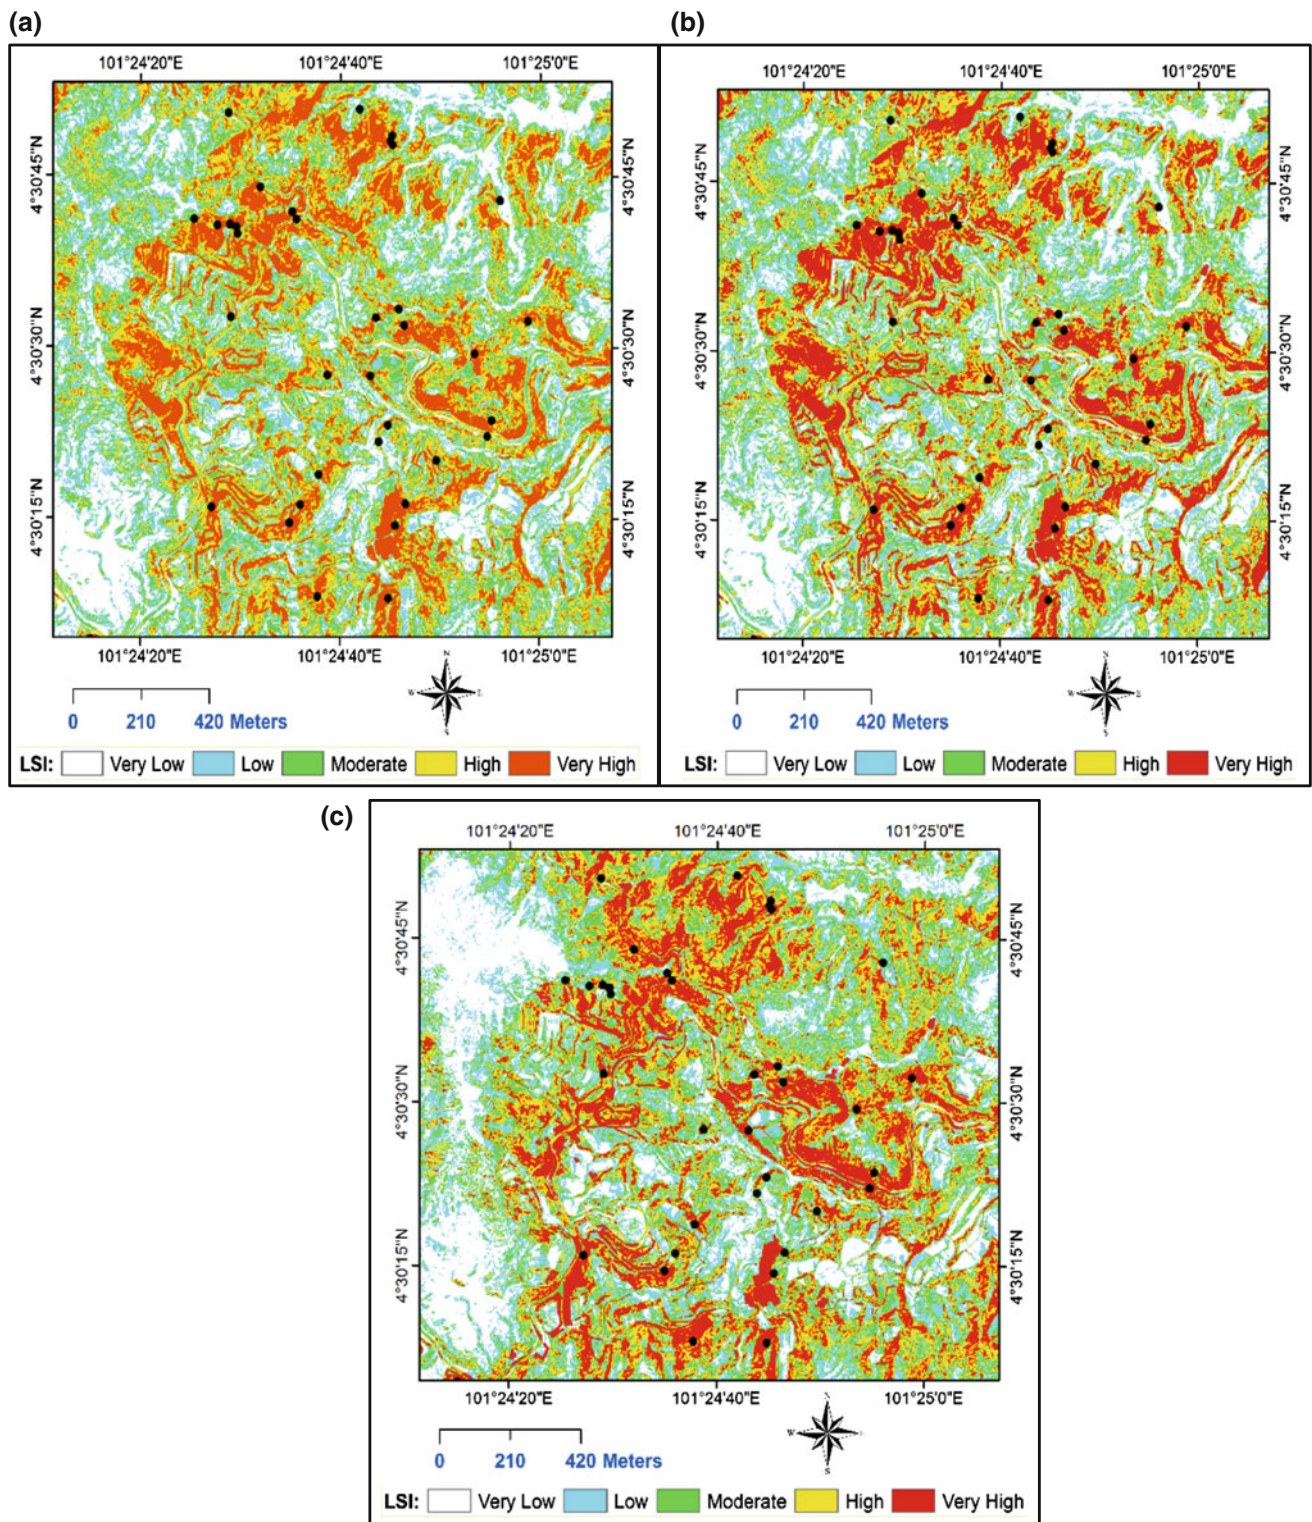 (a)
101°24'20"E 101°24'40"E 101°25'0"E
4°30'45"N 4°30'45"N
4°30'30"N 4°30'30"N
4°30'15"N 4°30'15"N
101°24'20"E 101°24'40"E 101°25'0"E
N
W E
S
0 210 420 Meters
LSI: Very Low Low Moderate High Very High
(b)
101°24'20"E 101°24'40"E 101°25'0"E
4°30'45"N 4°30'45"N
4°30'30"N 4°30'30"N
4°30'15"N 4°30'15"N
101°24'20"E 101°24'40"E 101°25'0"E
N
W E
S
0 210 420 Meters
LSI: Very Low Low Moderate High Very High
(c)
101°24'20"E 101°24'40"E 101°25'0"E
4°30'45"N 4°30'45"N
4°30'30"N 4°30'30"N
4°30'15"N 4°30'15"N
101°24'20"E 101°24'40"E 101°25'0"E
N
W E
S
0 210 420 Meters
LSI: Very Low Low Moderate High Very High